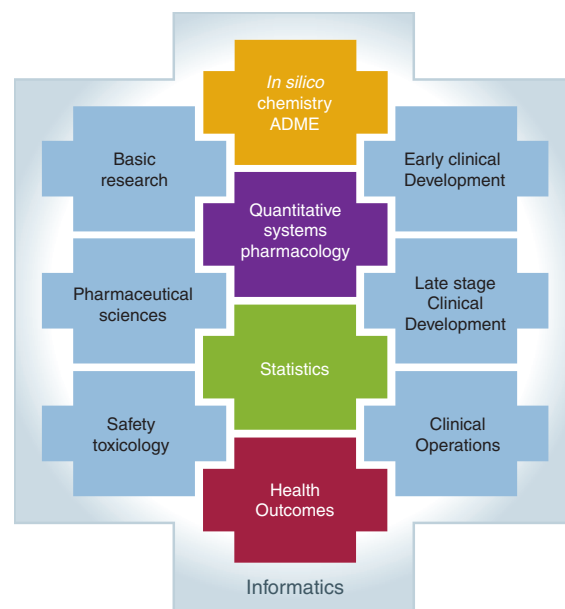 In silico
chemistry
ADME
Basic
research
Early clinical
Development
Quantitative
systems
pharmacology
Pharmaceutical
sciences
Late stage
Clinical
Development
Statistics
Safety
toxicology
Clinical
Operations
Health
Outcomes
Informatics